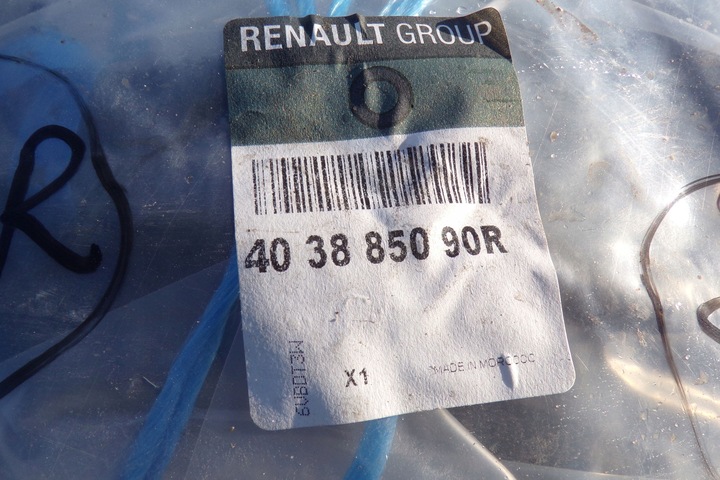 RENAULT GROUP
40 38 850 90R
X1
MADE IN MOROCCO
R